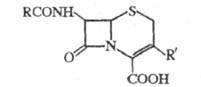 RCONH S
O N R'
COOH